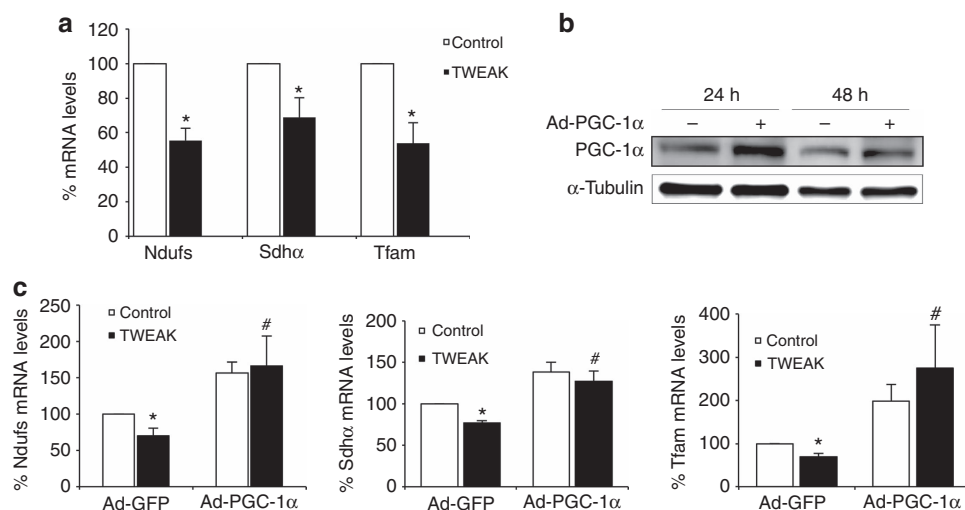 a
% mRNA levels
120
100
80
60
40
20
0
Control
TWEAK
*
*
*
Ndufs
Sdhα
Tfam
b
24 h
48 h
Ad-PGC-1α
–
+
–
+
PGC-1α
α-Tubulin
c
% Ndufs mRNA levels
250
200
150
100
50
0
Control
TWEAK
*
#
Ad-GFP
Ad-PGC-1α
% Sdhα mRNA levels
200
150
100
50
0
Control
TWEAK
*
#
Ad-GFP
Ad-PGC-1α
% Tfam mRNA levels
400
300
200
100
0
Control
TWEAK
*
#
Ad-GFP
Ad-PGC-1α